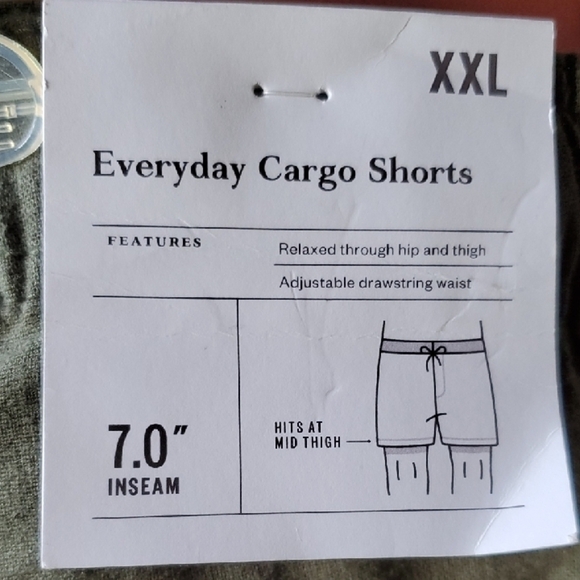 XXL
Everyday Cargo Shorts
FEATURES
Relaxed through hip and thigh
Adjustable drawstring waist
7.0"
INSEAM
HITS AT
MID THIGH